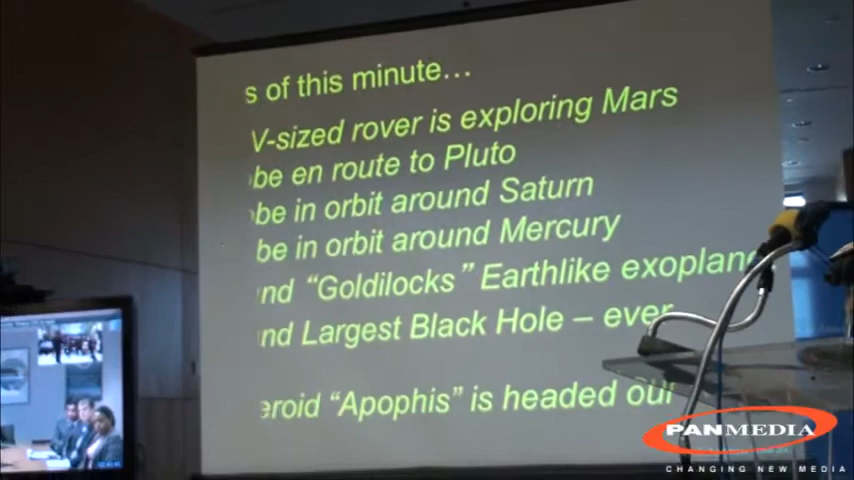 s of this minute…
V-sized rover is exploring Mars
be en route to Pluto
be in orbit around Saturn
be in orbit around Mercury
nd “Goldilocks” Earthlike exoplane
nd Largest Black Hole – ever
eroid “Apophis” is headed our
PANMEDIA
CHANGING NEW MEDIA